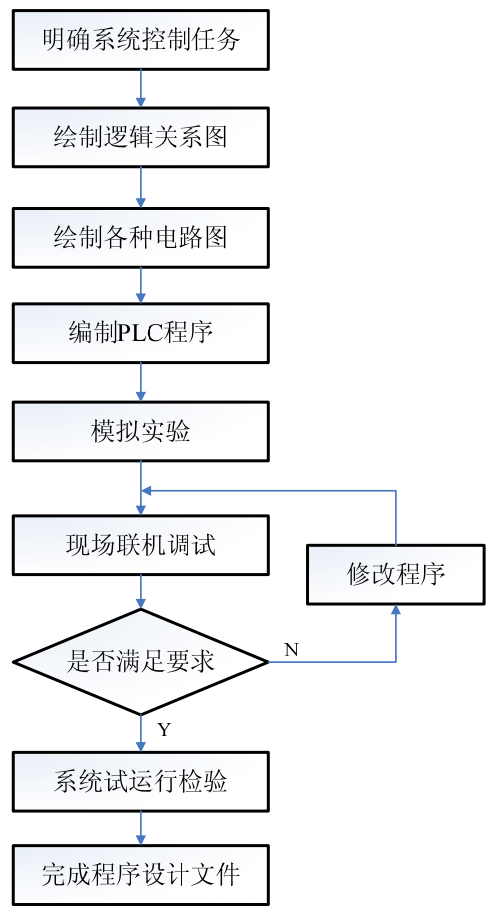 明确系统控制任务
绘制逻辑关系图
绘制各种电路图
编制PLC程序
模拟实验
现场联机调试
修改程序
是否满足要求
N
Y
系统试运行检验
完成程序设计文件